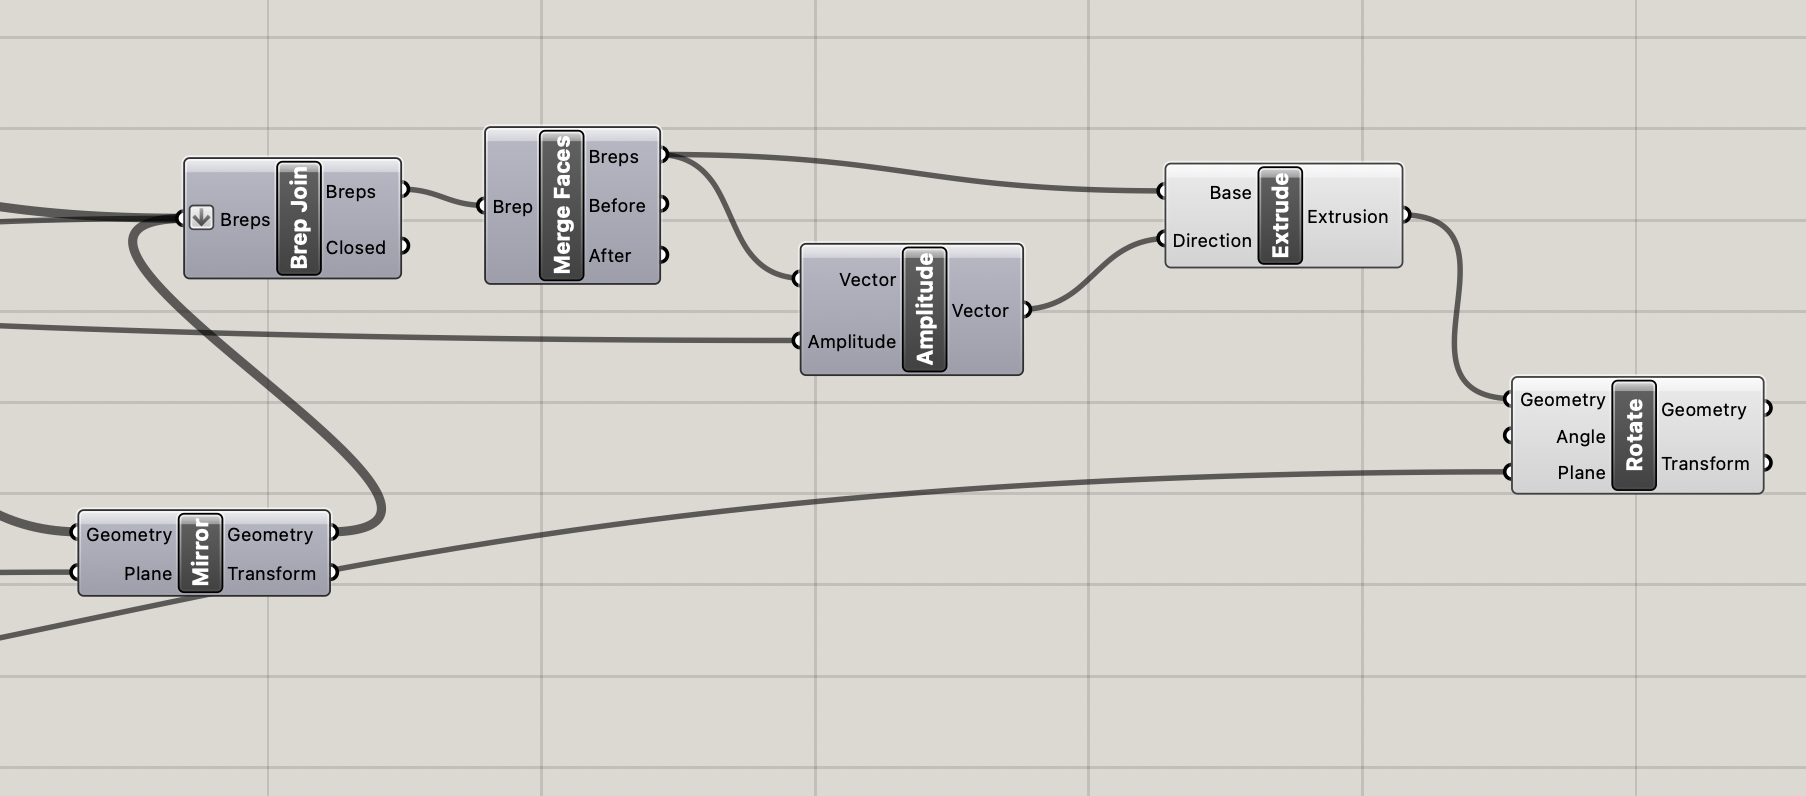 Breps
Brep Join
Breps
Closed
Brep
Merge Faces
Breps
Before
After
Vector
Amplitude
Amplitude
Vector
Base
Direction
Extrude
Extrusion
Geometry
Angle
Plane
Rotate
Geometry
Transform
Geometry
Plane
Mirror
Geometry
Transform